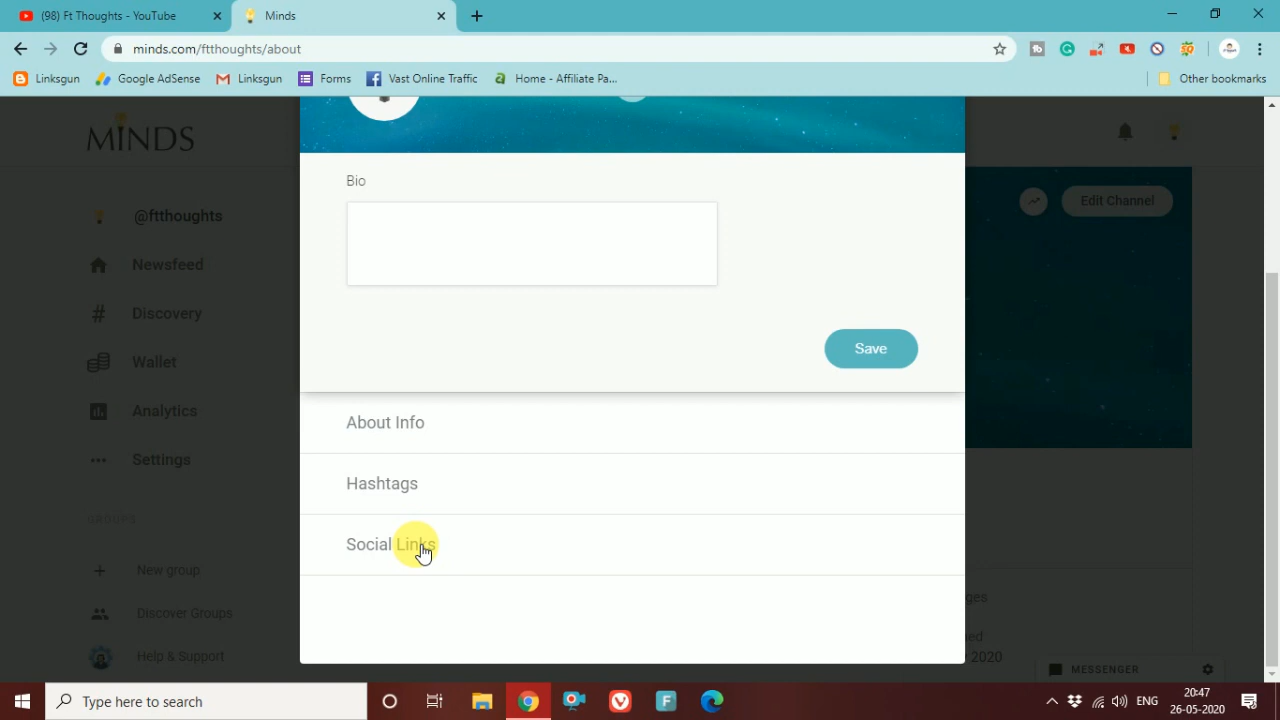 (98) Ft Thoughts - YouTube
Minds
minds.com/ftthoughts/about
Linksgun
Google AdSense
Linksgun
Forms
Vast Online Traffic
Home - Affiliate Pa...
Other bookmarks
MINDS
@ftthoughts
Newsfeed
Discovery
Wallet
Analytics
Settings
GROUPS
New group
Discover Groups
Help & Support
Bio
Save
About Info
Hashtags
Social Links
Edit Channel
2020
MESSENGER
Type here to search
ENG
20:47
26-05-2020